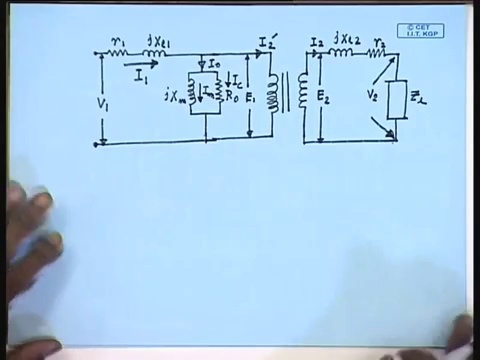 r1 jXl1 I0 I2' I2 jXl2 r2
I1
V1 jXm Im Ic R0 E1 E2 V2 ZL
© CET
I.I.T. KGP